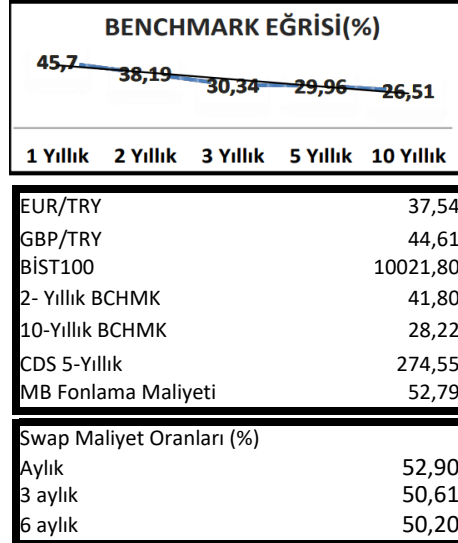 BENCHMARK EĞRİSİ(%)
45,7 38,19 30,34 29,96 26,51
1 Yıllık 2 Yıllık 3 Yıllık 5 Yıllık 10 Yıllık
EUR/TRY 37,54
GBP/TRY 44,61
BİST100 10021,80
2- Yıllık BCHMK 41,80
10-Yıllık BCHMK 28,22
CDS 5-Yıllık 274,55
MB Fonlama Maliyeti 52,79
Swap Maliyet Oranları (%)
Aylık 52,90
3 aylık 50,61
6 aylık 50,20